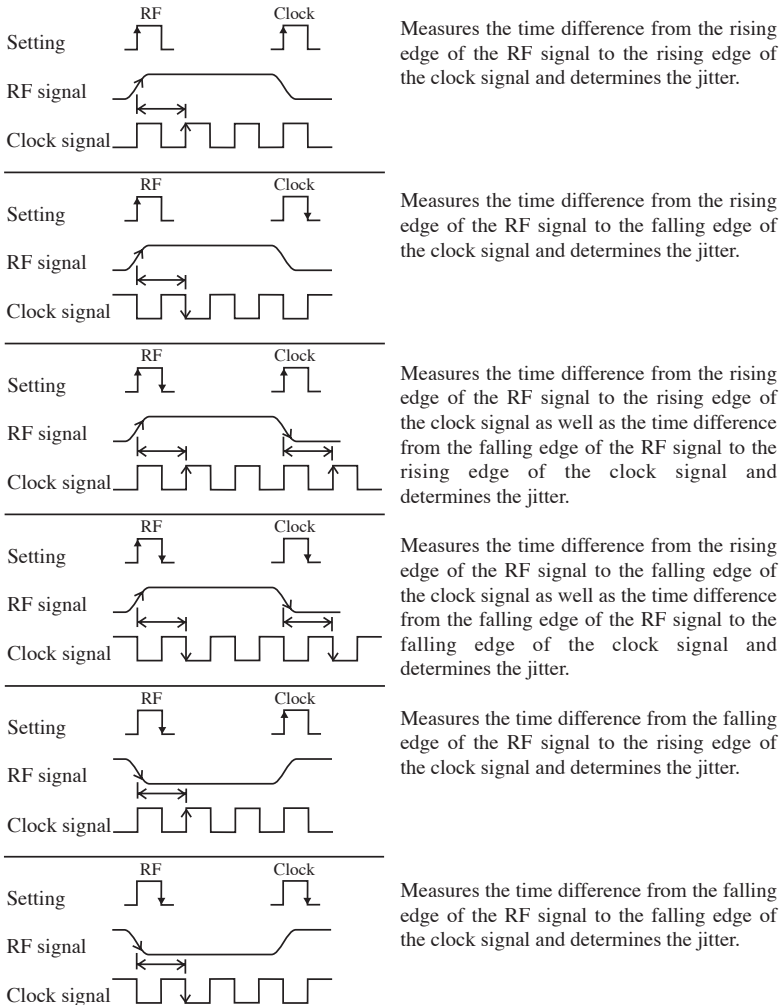 RF Clock
Setting
RF signal
Clock signal
Measures the time difference from the rising
edge of the RF signal to the rising edge of
the clock signal and determines the jitter.
RF Clock
Setting
RF signal
Clock signal
Measures the time difference from the rising
edge of the RF signal to the falling edge of
the clock signal and determines the jitter.
RF Clock
Setting
RF signal
Clock signal
Measures the time difference from the rising
edge of the RF signal to the rising edge of
the clock signal as well as the time difference
from the falling edge of the RF signal to the
rising edge of the clock signal and
determines the jitter.
RF Clock
Setting
RF signal
Clock signal
Measures the time difference from the rising
edge of the RF signal to the falling edge of
the clock signal as well as the time difference
from the falling edge of the RF signal to the
falling edge of the clock signal and
determines the jitter.
RF Clock
Setting
RF signal
Clock signal
Measures the time difference from the falling
edge of the RF signal to the rising edge of
the clock signal and determines the jitter.
RF Clock
Setting
RF signal
Clock signal
Measures the time difference from the falling
edge of the RF signal to the falling edge of
the clock signal and determines the jitter.